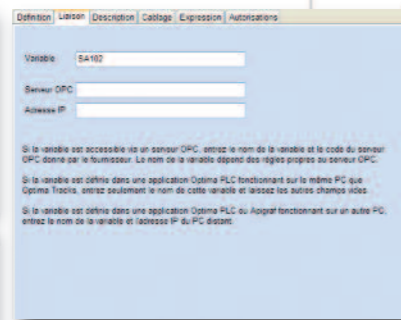 Definition Liaison Description Cablage Expression Autorisations
Variable SA102
Serveur OPC
Adresse IP
Si la variable est accessible via un serveur OPC, entrez le nom de la variable et le code du serveur
OPC donné par le fournisseur. Le nom de la variable dépend des règles propres au serveur OPC.
Si la variable est définie dans une application Optima PLC fonctionnant sur le même PC que
Optima Tracks, entrez seulement le nom de cette variable et laissez les autres champs vides.
Si la variable est définie dans une application Optima PLC ou Apigraf fonctionnant sur un autre PC,
entrez le nom de la variable et l'adresse IP du PC distant.